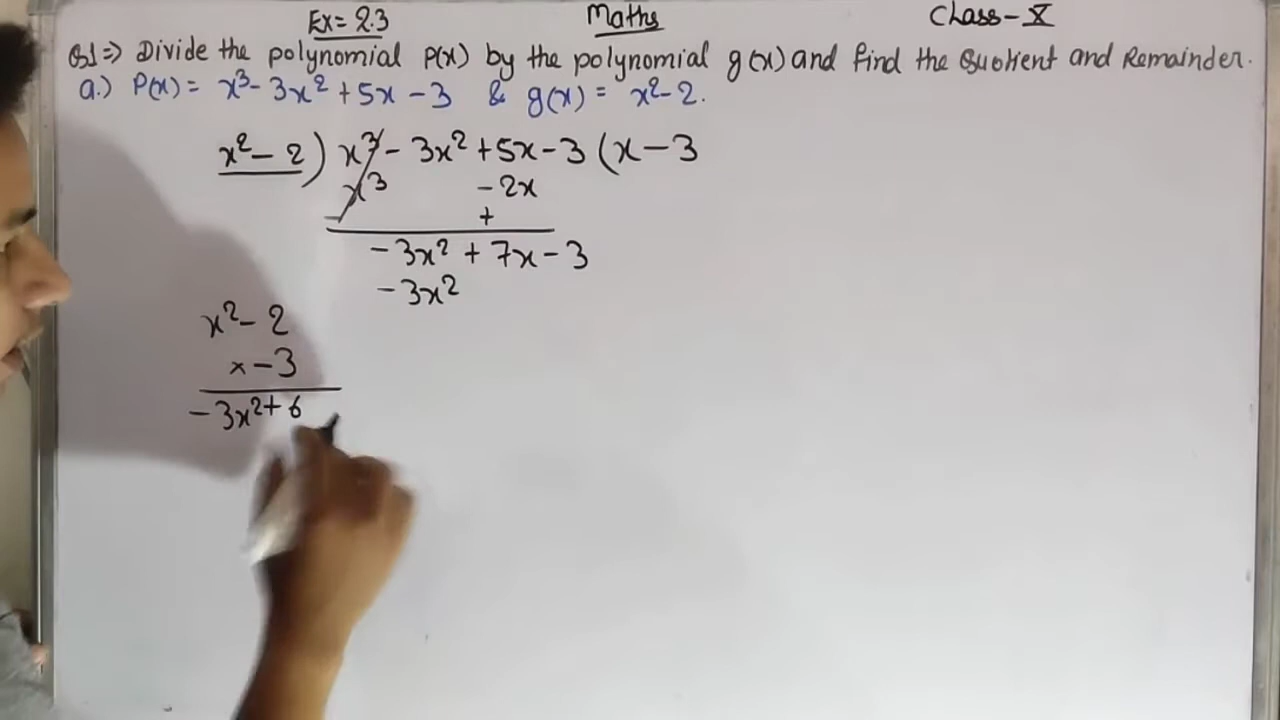 Ex = 2.3 Maths Class - X
Q1 ⇒ Divide the polynomial P(x) by the polynomial g(x) and find the Quotient and Remainder.
a.) P(x) = x³ - 3x² + 5x - 3 & g(x) = x² - 2.
x² - 2 ) x³ - 3x² + 5x - 3 ( x - 3
x³ - 2x
- +
- 3x² + 7x - 3
- 3x²
x² - 2
x - 3
- 3x² + 6